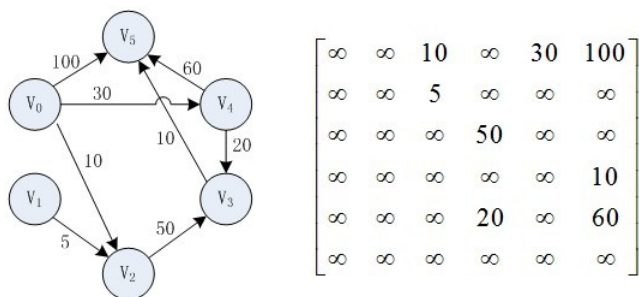 V₅
100
60
V₀
30
V₄
10
10
20
V₁
V₃
5
50
V₂
∞ ∞ 10 ∞ 30 100
∞ ∞ 5 ∞ ∞ ∞
∞ ∞ ∞ 50 ∞ ∞
∞ ∞ ∞ ∞ ∞ 10
∞ ∞ ∞ 20 ∞ 60
∞ ∞ ∞ ∞ ∞ ∞